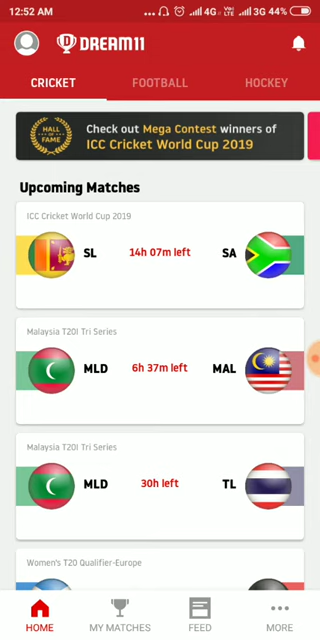 12:52 AM
... 4G VoLTE 3G 44%
DREAM11
CRICKET FOOTBALL HOCKEY
HALL OF FAME
Check out Mega Contest winners of
ICC Cricket World Cup 2019
Upcoming Matches
ICC Cricket World Cup 2019
SL 14h 07m left SA
Malaysia T20I Tri Series
MLD 6h 37m left MAL
Malaysia T20I Tri Series
MLD 30h left TL
Women's T20 Qualifier-Europe
HOME MY MATCHES FEED MORE